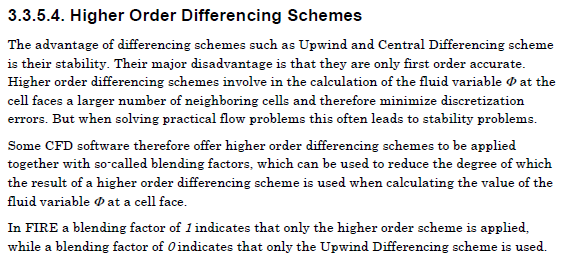 3.3.5.4. Higher Order Differencing Schemes
The advantage of differencing schemes such as Upwind and Central Differencing scheme
is their stability. Their major disadvantage is that they are only first order accurate.
Higher order differencing schemes involve in the calculation of the fluid variable Φ at the
cell faces a larger number of neighboring cells and therefore minimize discretization
errors. But when solving practical flow problems this often leads to stability problems.
Some CFD software therefore offer higher order differencing schemes to be applied
together with so-called blending factors, which can be used to reduce the degree of which
the result of a higher order differencing scheme is used when calculating the value of the
fluid variable Φ at a cell face.
In FIRE a blending factor of 1 indicates that only the higher order scheme is applied,
while a blending factor of 0 indicates that only the Upwind Differencing scheme is used.